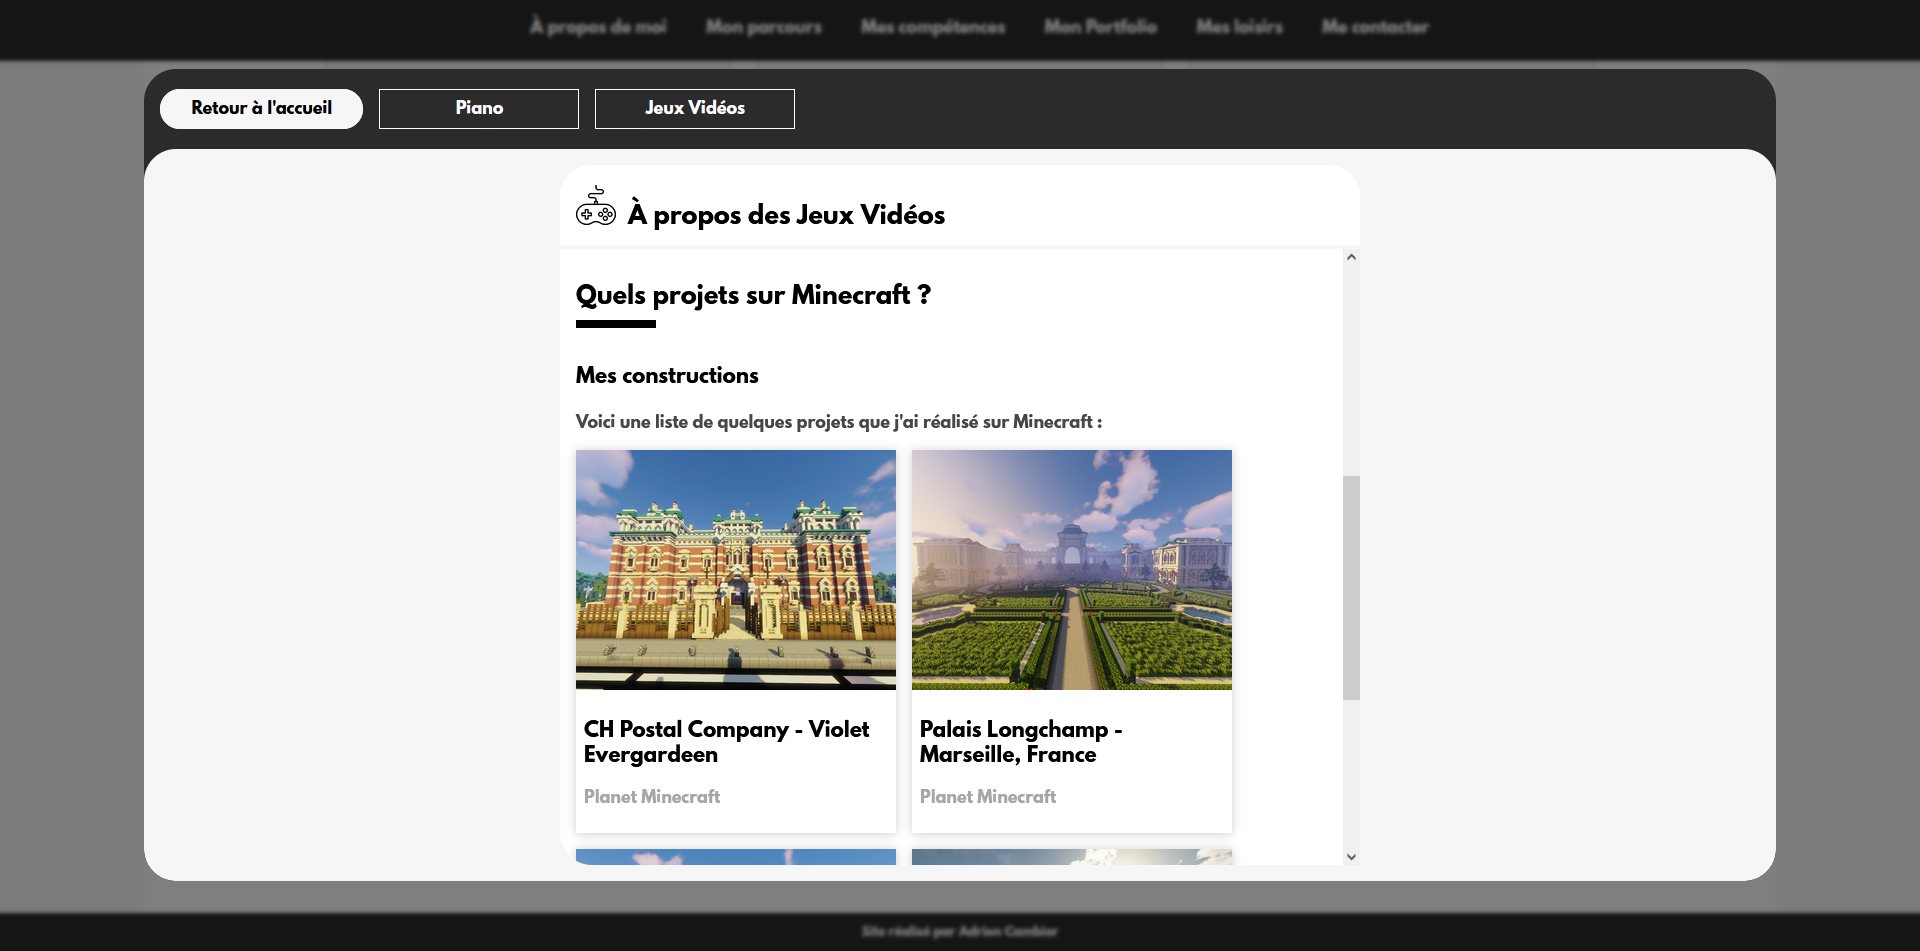 À propos de moi
Mon parcours
Mes compétences
Mon Portfolio
Mes loisirs
Me contacter
Retour à l'accueil
Piano
Jeux Vidéos
À propos des Jeux Vidéos
Quels projets sur Minecraft ?
Mes constructions
Voici une liste de quelques projets que j'ai réalisé sur Minecraft :
CH Postal Company - Violet
Evergardeen
Planet Minecraft
Palais Longchamp -
Marseille, France
Planet Minecraft
Site réalisé par Adrien Cambier